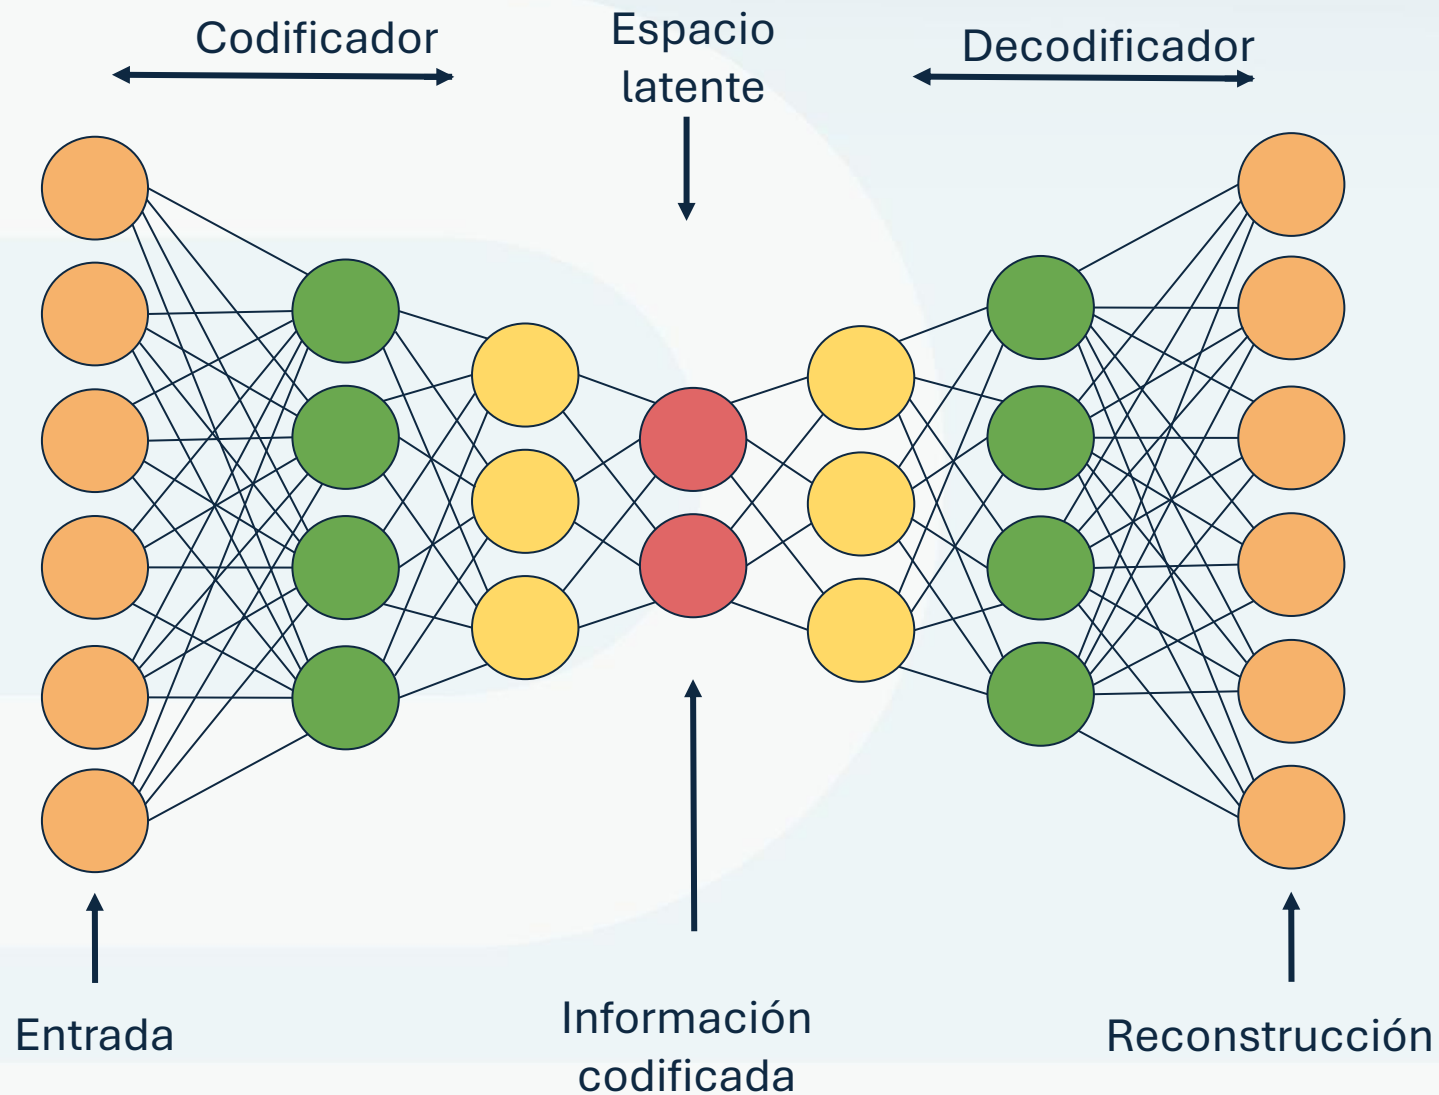 Codificador
Espacio
latente
Decodificador
Entrada
Información
codificada
Reconstrucción